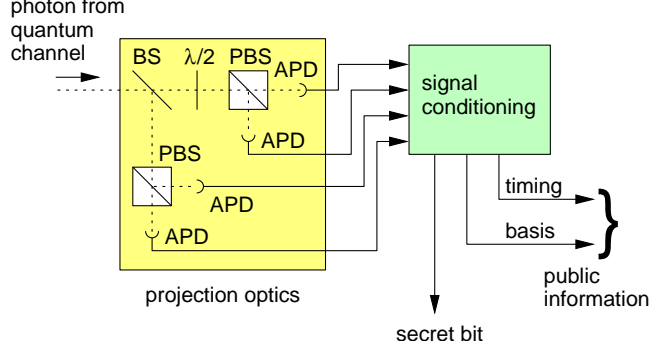 photon from
quantum
channel
BS
λ/2
PBS
APD
APD
PBS
APD
APD
projection optics
signal
conditioning
timing
basis
public
information
secret bit